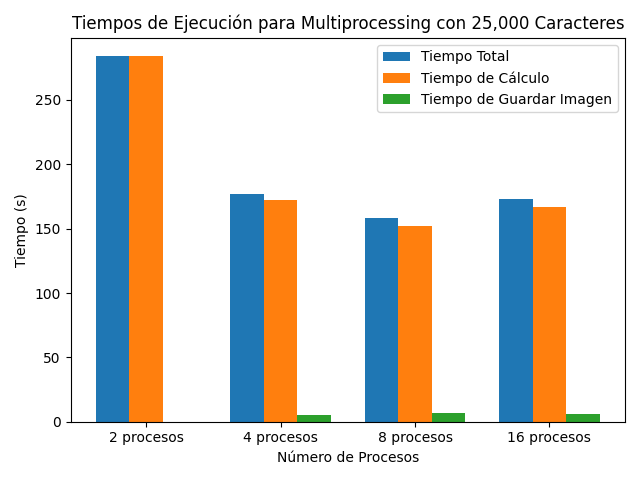 Tiempos de Ejecución para Multiprocessing con 25,000 Caracteres
Tiempo Total
Tiempo de Cálculo
Tiempo de Guardar Imagen
Tiempo (s)
250
200
150
100
50
0
2 procesos
4 procesos
8 procesos
16 procesos
Número de Procesos